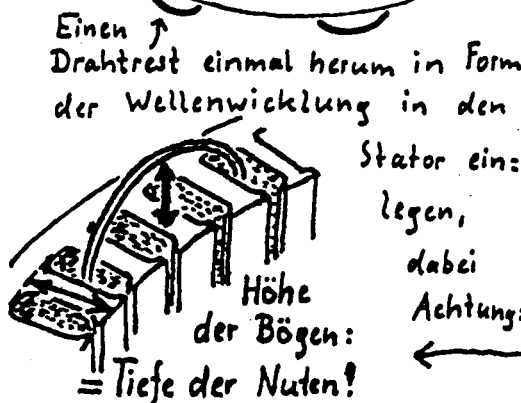 Einen
Drahtrest einmal herum in Form
der Wellenwicklung in den
Stator ein=
legen,
dabei
Achtung:
Höhe
der Bögen:
= Tiefe der Nuten!